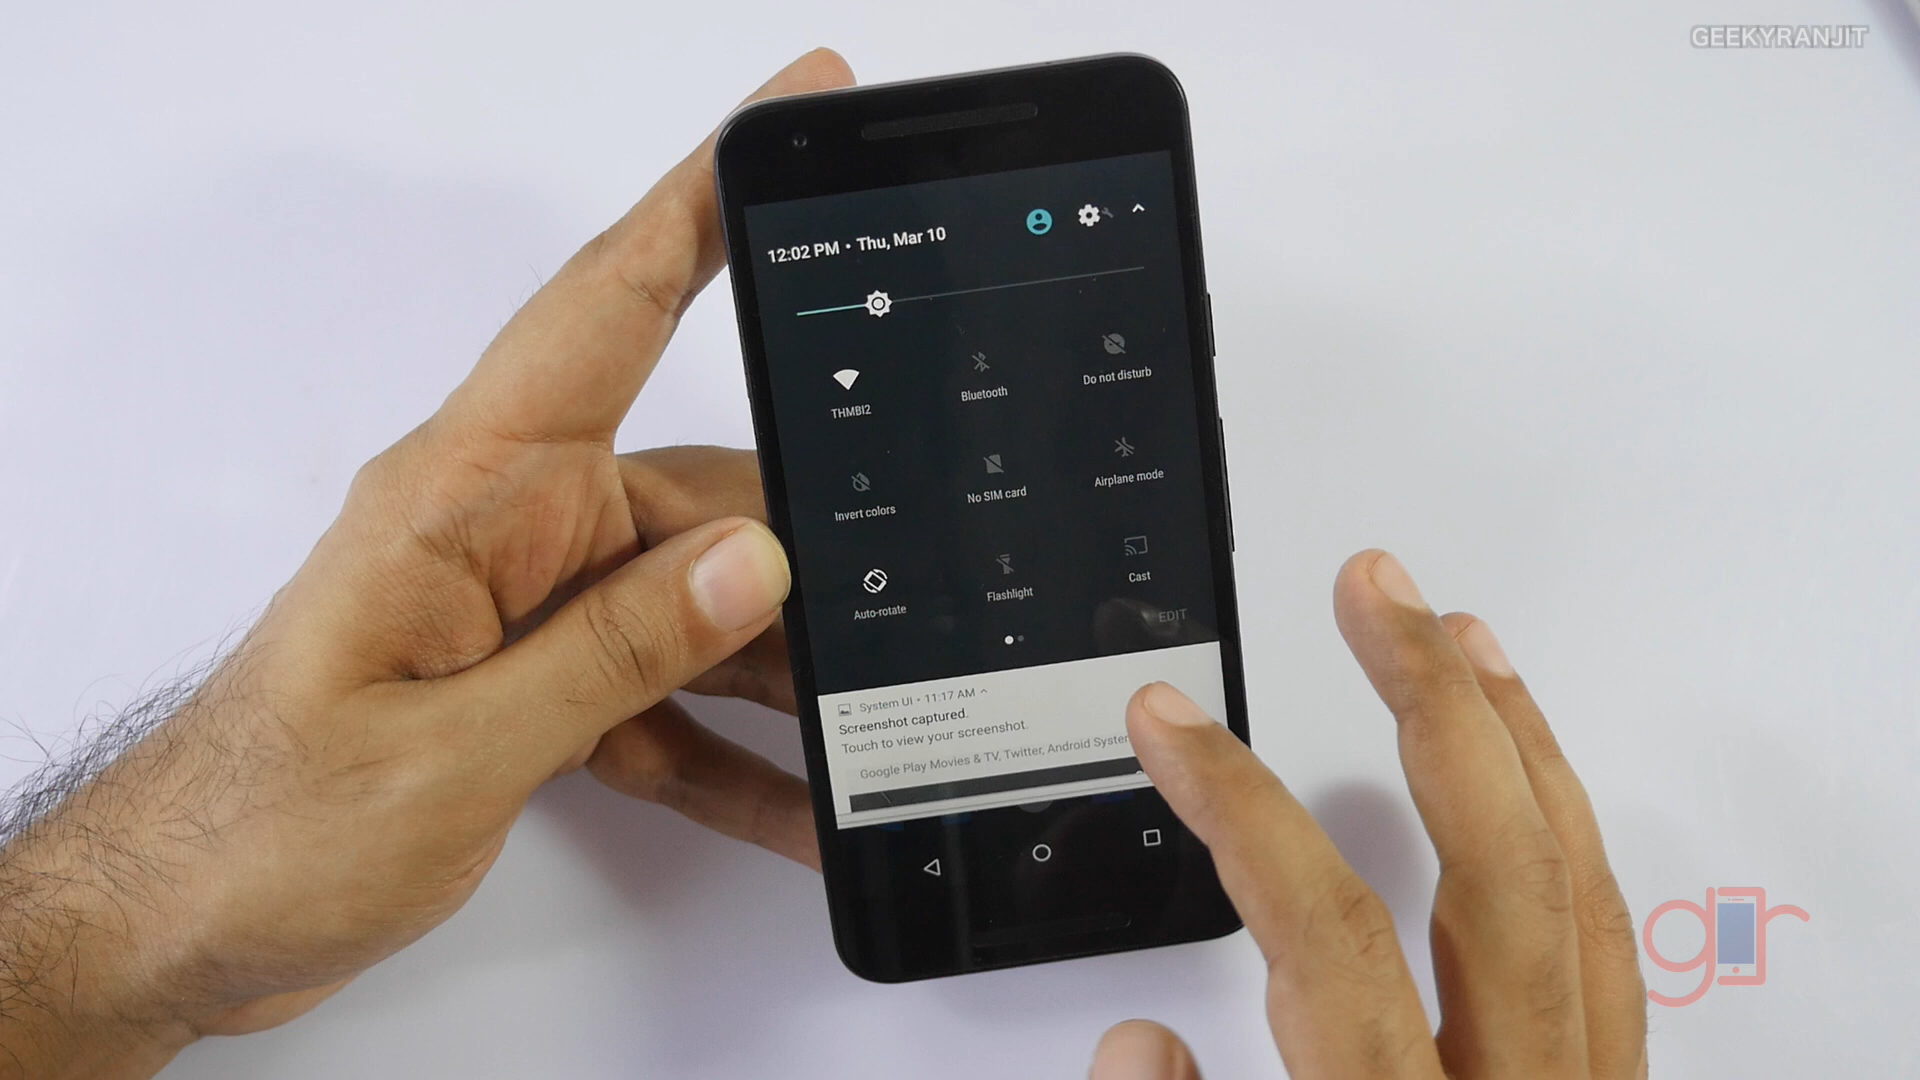 GEEKYRANJIT
12:02 PM • Thu, Mar 10
THMBI2
Bluetooth
Do not disturb
Invert colors
No SIM card
Airplane mode
Auto-rotate
Flashlight
Cast
EDIT
System UI • 11:17 AM
Screenshot captured.
Touch to view your screenshot.
Google Play Movies & TV, Twitter, Android
gr